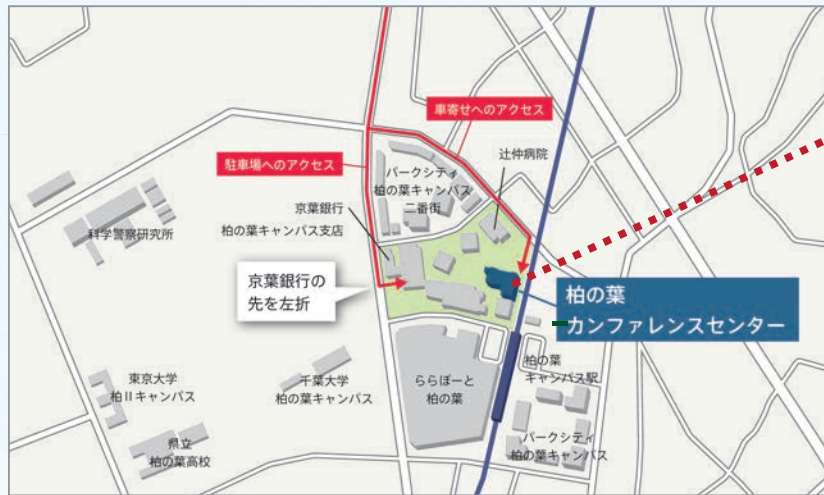 車寄せへのアクセス
駐車場へのアクセス
辻仲病院
パークシティ
柏の葉キャンパス
二番街
京葉銀行
柏の葉キャンパス支店
科学警察研究所
京葉銀行の
先を左折
柏の葉
カンファレンスセンター
東京大学
柏IIキャンパス
千葉大学
柏の葉キャンパス
ららぽーと
柏の葉
柏の葉
キャンパス駅
県立
柏の葉高校
パークシティ
柏の葉キャンパス